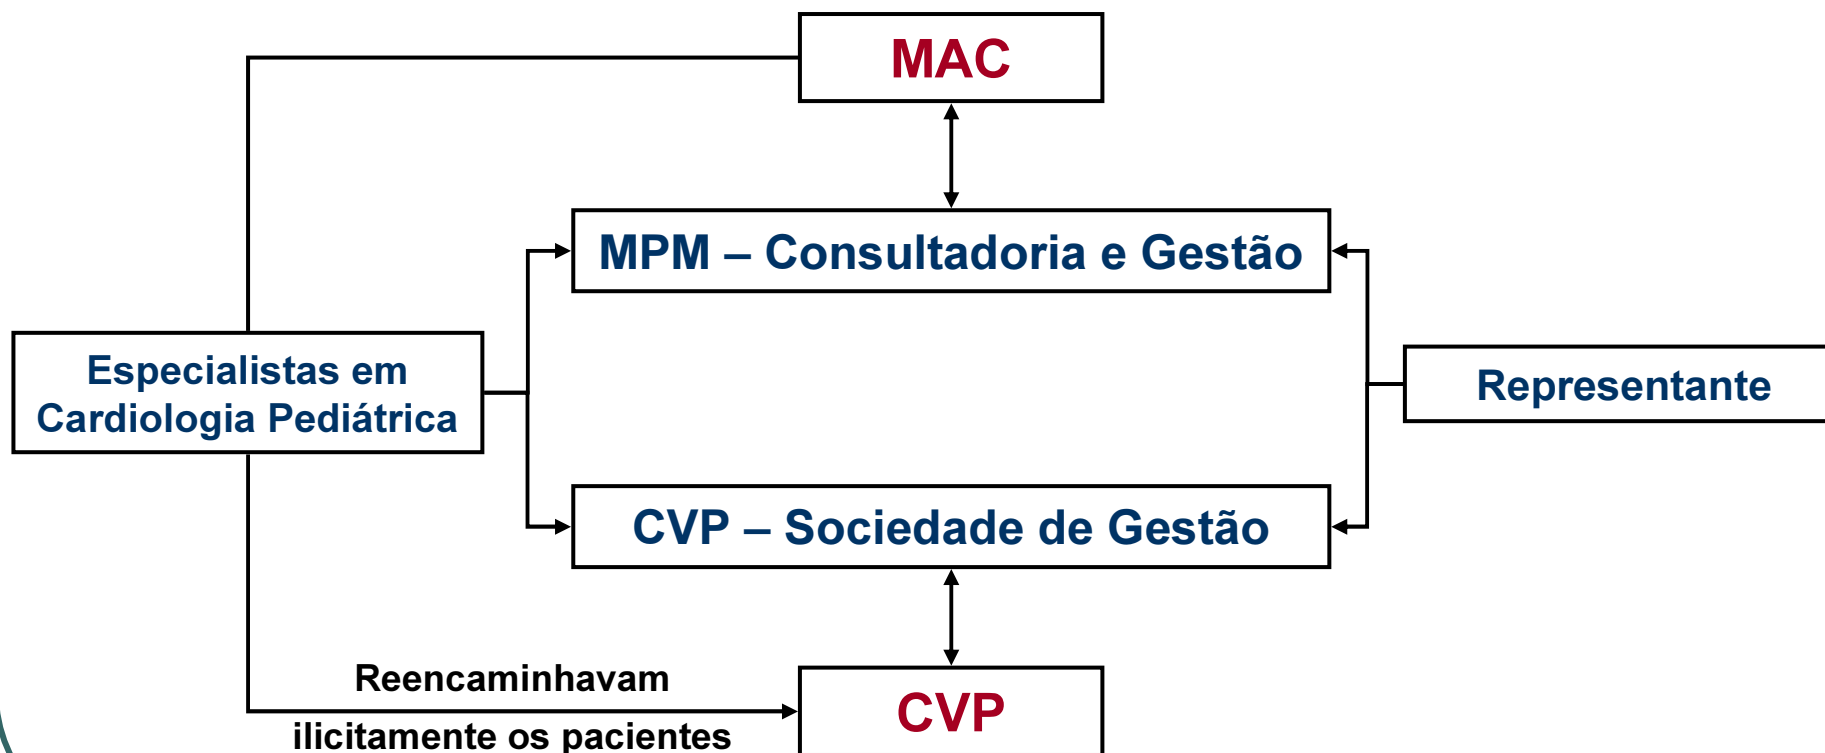 MAC
MPM – Consultadoria e Gestão
Especialistas em
Cardiologia Pediátrica
Representante
CVP – Sociedade de Gestão
Reencaminhavam
ilicitamente os pacientes
CVP